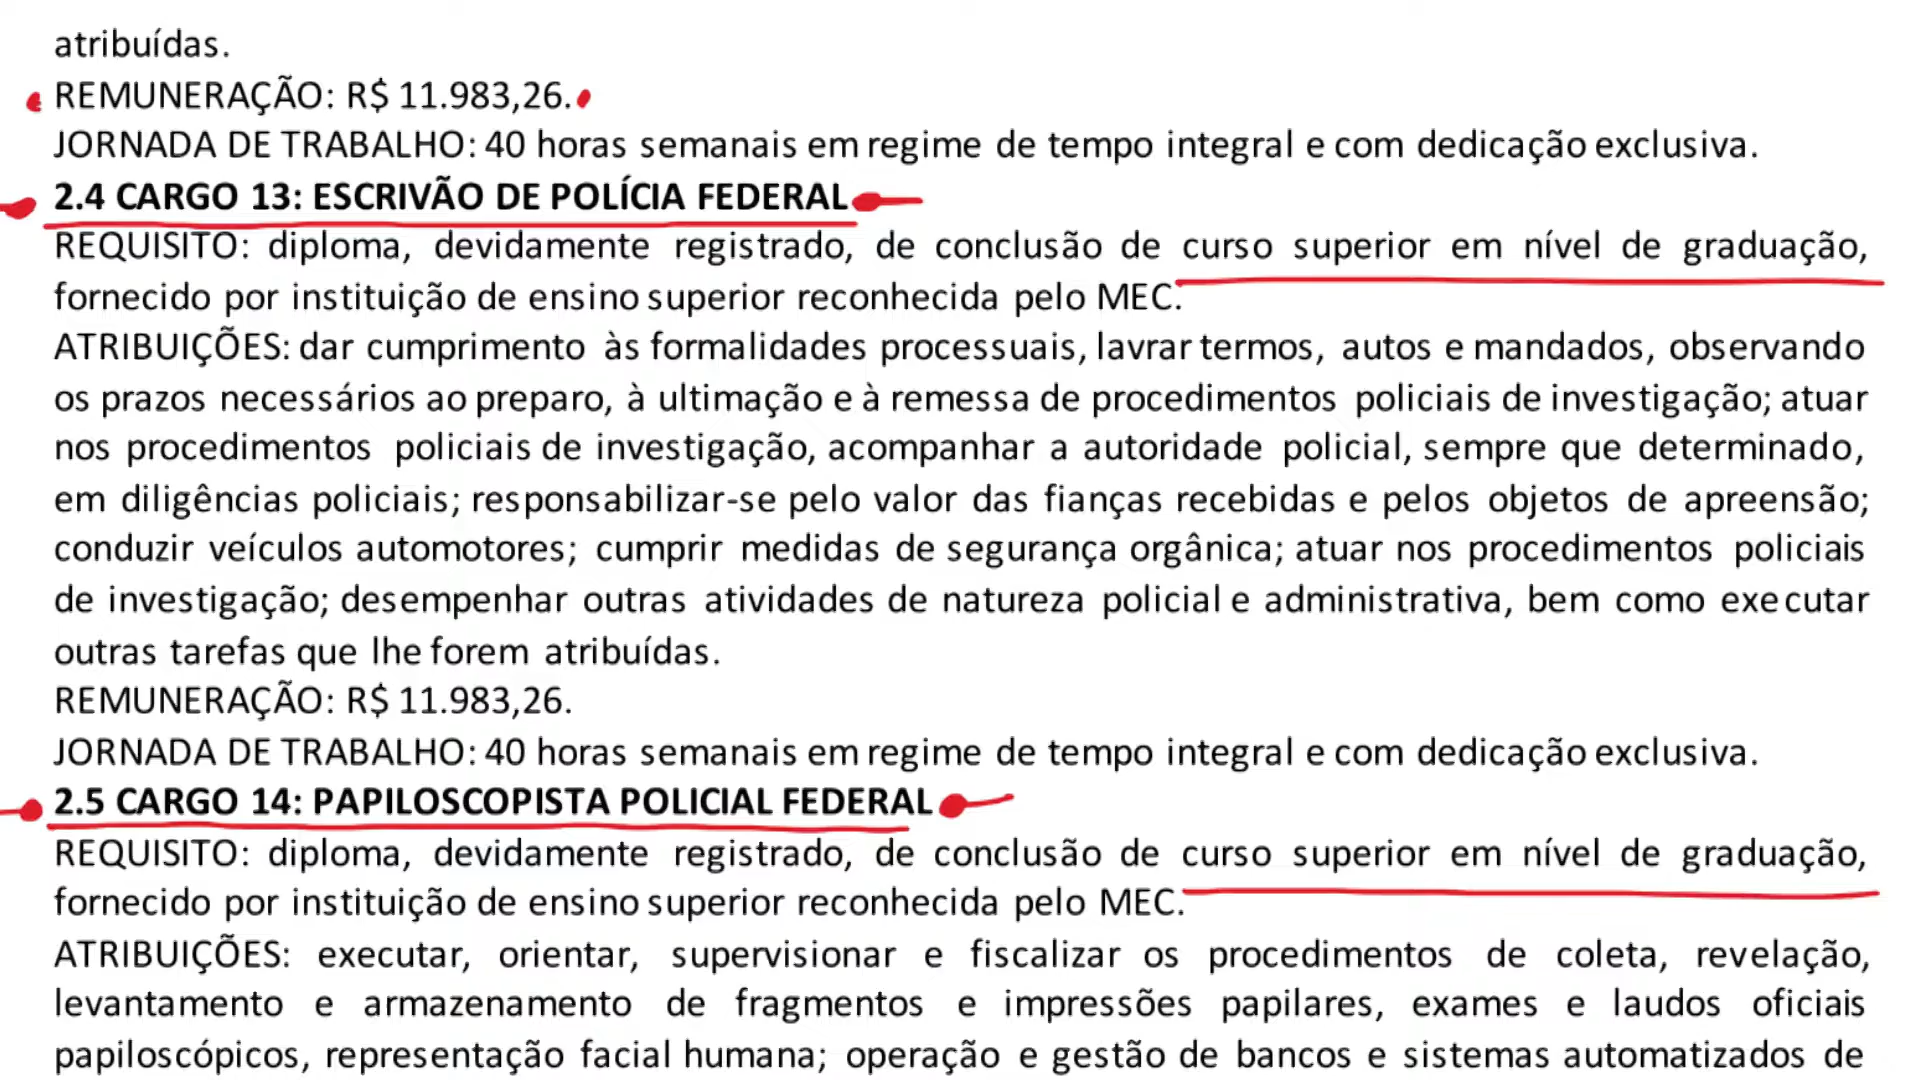 atribuídas.
REMUNERAÇÃO: R$ 11.983,26.
JORNADA DE TRABALHO: 40 horas semanais em regime de tempo integral e com dedicação exclusiva.
2.4 CARGO 13: ESCRIVÃO DE POLÍCIA FEDERAL
REQUISITO: diploma, devidamente registrado, de conclusão de curso superior em nível de graduação,
fornecido por instituição de ensino superior reconhecida pelo MEC.
ATRIBUIÇÕES: dar cumprimento às formalidades processuais, lavrar termos, autos e mandados, observando
os prazos necessários ao preparo, à ultimação e à remessa de procedimentos policiais de investigação; atuar
nos procedimentos policiais de investigação, acompanhar a autoridade policial, sempre que determinado,
em diligências policiais; responsabilizar-se pelo valor das fianças recebidas e pelos objetos de apreensão;
conduzir veículos automotores; cumprir medidas de segurança orgânica; atuar nos procedimentos policiais
de investigação; desempenhar outras atividades de natureza policial e administrativa, bem como executar
outras tarefas que lhe forem atribuídas.
REMUNERAÇÃO: R$ 11.983,26.
JORNADA DE TRABALHO: 40 horas semanais em regime de tempo integral e com dedicação exclusiva.
2.5 CARGO 14: PAPILOSCOPISTA POLICIAL FEDERAL
REQUISITO: diploma, devidamente registrado, de conclusão de curso superior em nível de graduação,
fornecido por instituição de ensino superior reconhecida pelo MEC.
ATRIBUIÇÕES: executar, orientar, supervisionar e fiscalizar os procedimentos de coleta, revelação,
levantamento e armazenamento de fragmentos e impressões papilares, exames e laudos oficiais
papiloscópicos, representação facial humana; operação e gestão de bancos e sistemas automatizados de